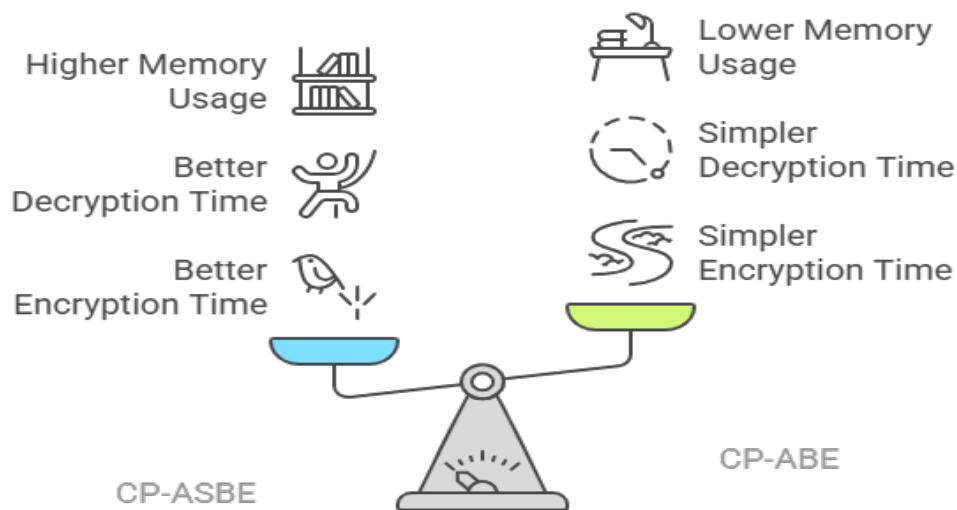 Higher Memory
Usage
Better
Decryption Time
Better
Encryption Time
CP-ASBE
Lower Memory
Usage
Simpler
Decryption Time
Simpler
Encryption Time
CP-ABE